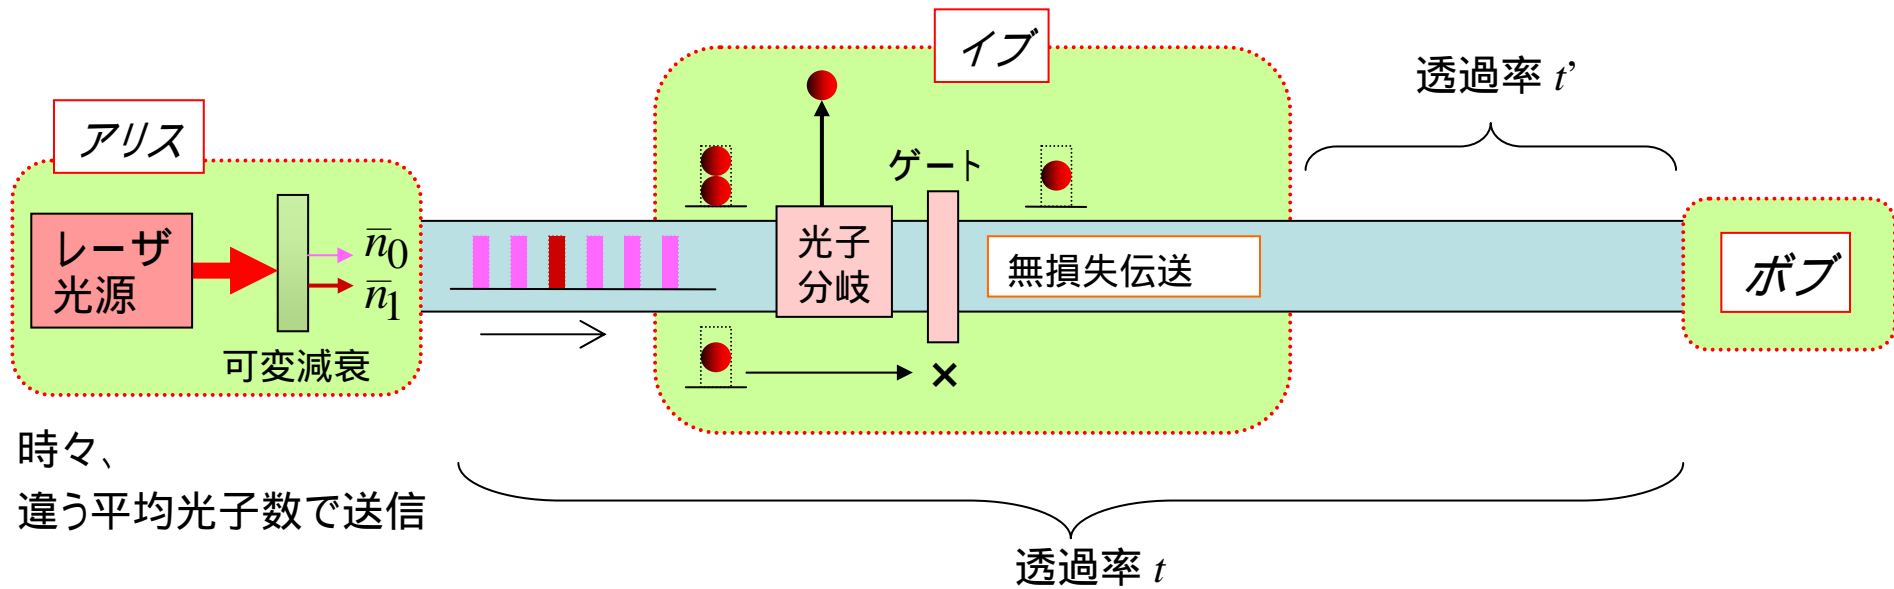 イブ
透過率 t’
アリス
ゲート
レーザ
光源
n̅0
n̅1
光子
分岐
無損失伝送
ボブ
可変減衰
×
時々、
違う平均光子数で送信
透過率 t